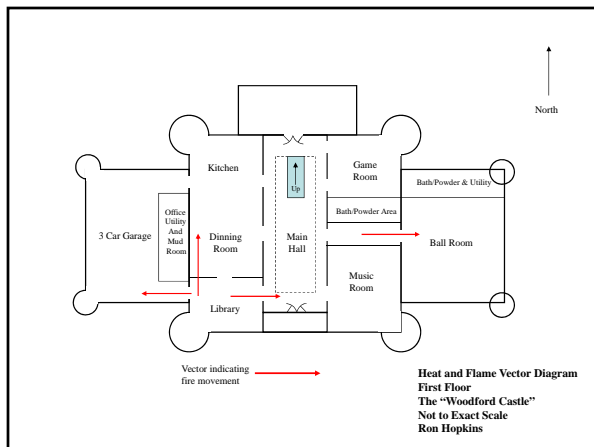 North
Kitchen
Game
Room
Up
Bath/Powder & Utility
Office
Utility
And
Mud
Room
Bath/Powder Area
3 Car Garage
Dinning
Room
Main
Hall
Ball Room
Music
Room
Library
Vector indicating
fire movement
Heat and Flame Vector Diagram
First Floor
The “Woodford Castle”
Not to Exact Scale
Ron Hopkins